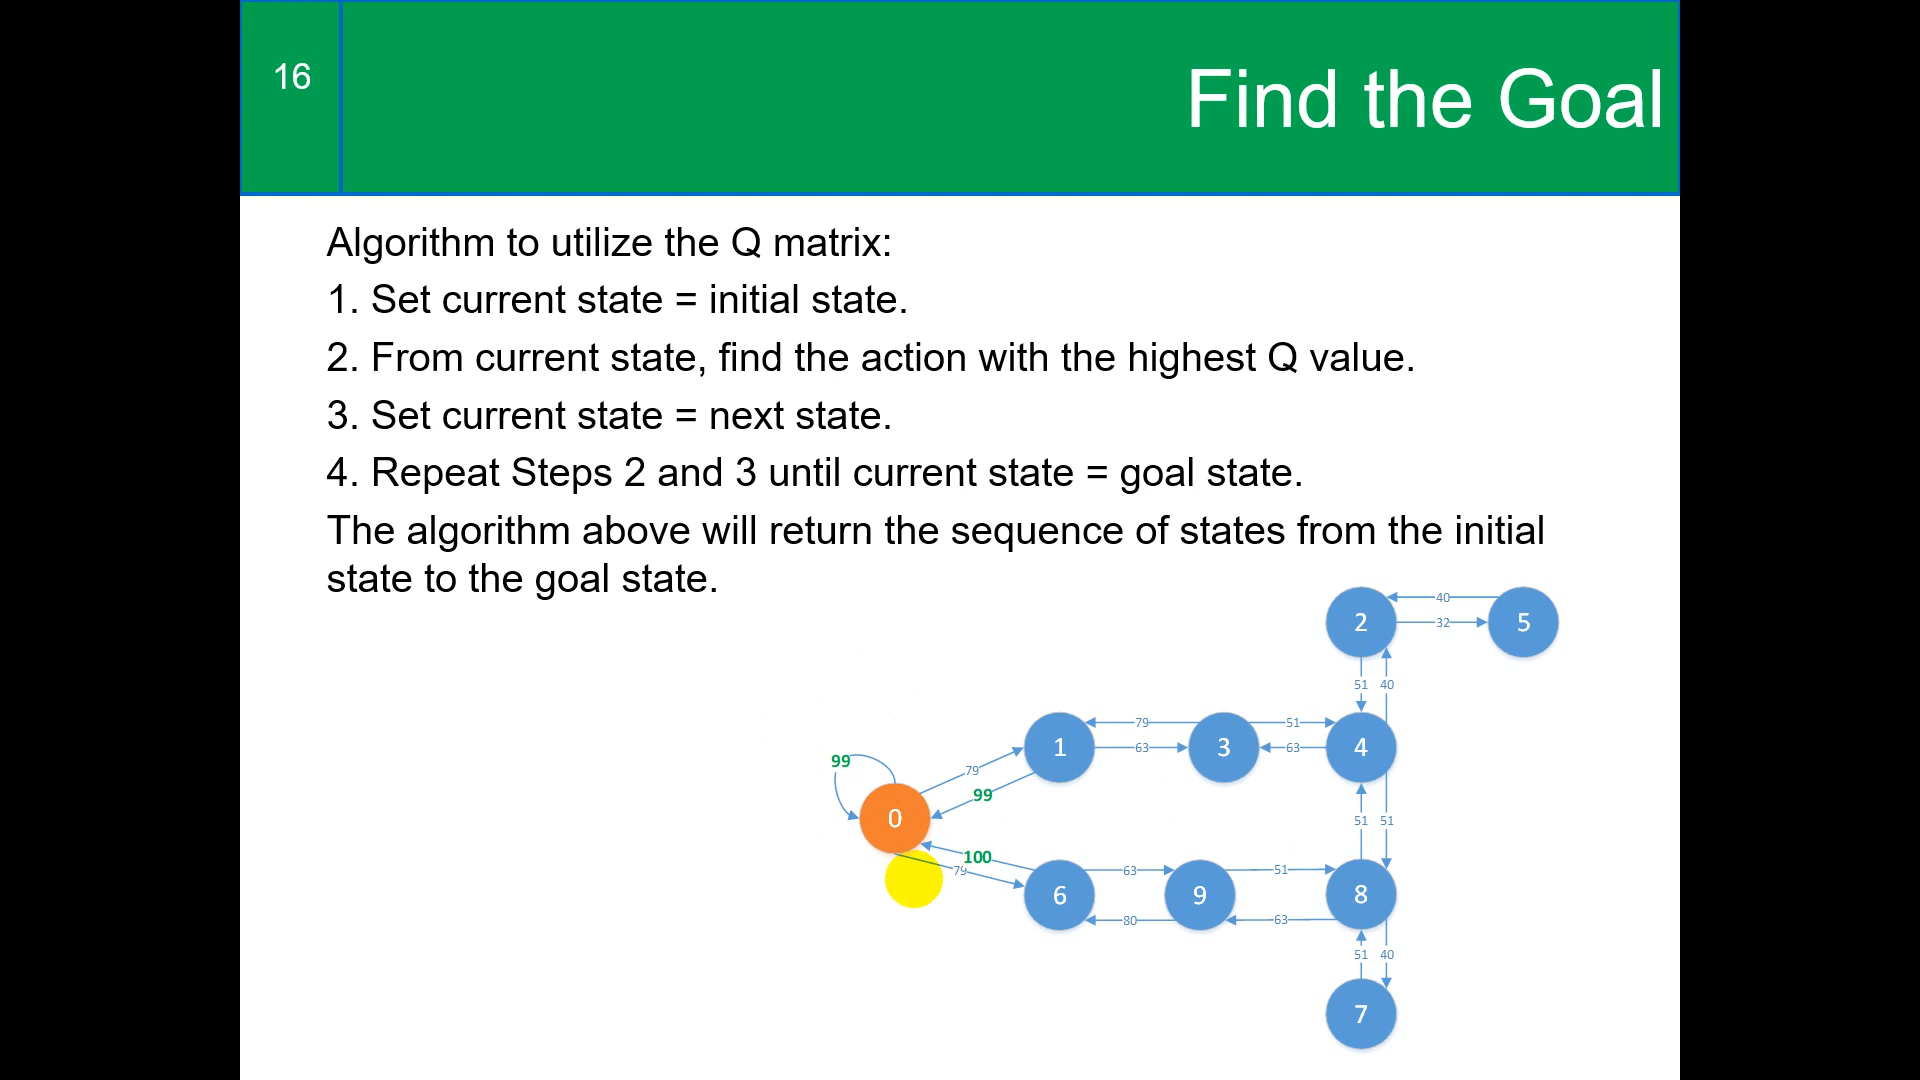 16
Find the Goal
Algorithm to utilize the Q matrix:
1. Set current state = initial state.
2. From current state, find the action with the highest Q value.
3. Set current state = next state.
4. Repeat Steps 2 and 3 until current state = goal state.
The algorithm above will return the sequence of states from the initial
state to the goal state.
40
2
32
5
51 40
79 51
1 63 3 63 4
99
79
99
0
51 51
100
79
63 51
6 9 8
80 63
51 40
7